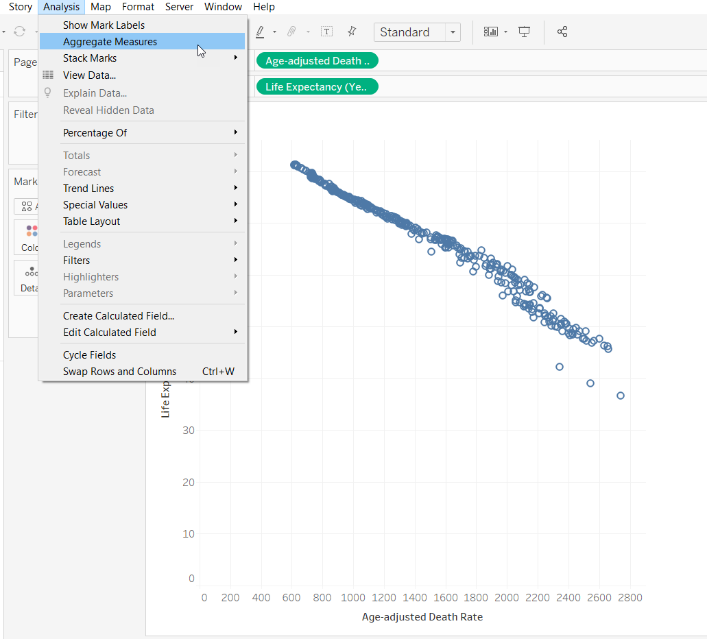 Story Analysis Map Format Server Window Help
Show Mark Labels
Aggregate Measures
Stack Marks
View Data...
Explain Data...
Reveal Hidden Data
Percentage Of
Totals
Forecast
Trend Lines
Special Values
Table Layout
Legends
Filters
Highlighters
Parameters
Create Calculated Field...
Edit Calculated Field
Cycle Fields
Swap Rows and Columns Ctrl+W
T
Standard
Page
Filter
Mark
A
Colo
Deta
Age-adjusted Death ..
Life Expectancy (Ye..
Life Exp
30
20
10
0
0 200 400 600 800 1000 1200 1400 1600 1800 2000 2200 2400 2600 2800
Age-adjusted Death Rate